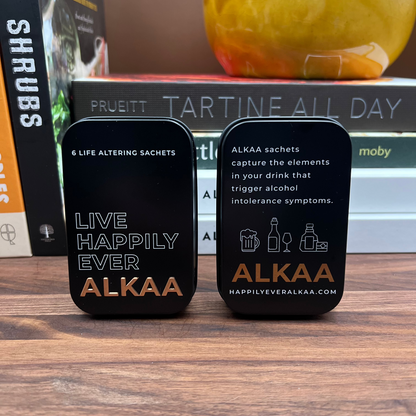 SHRUBS
PRUEITT TARTINE ALL DAY
moby
6 LIFE ALTERING SACHETS
LIVE
HAPPILY
EVER
ALKAA
ALKAA sachets
capture the elements
in your drink that
trigger alcohol
intolerance symptoms.
ALKAA
HAPPILYEVERALKAA.COM